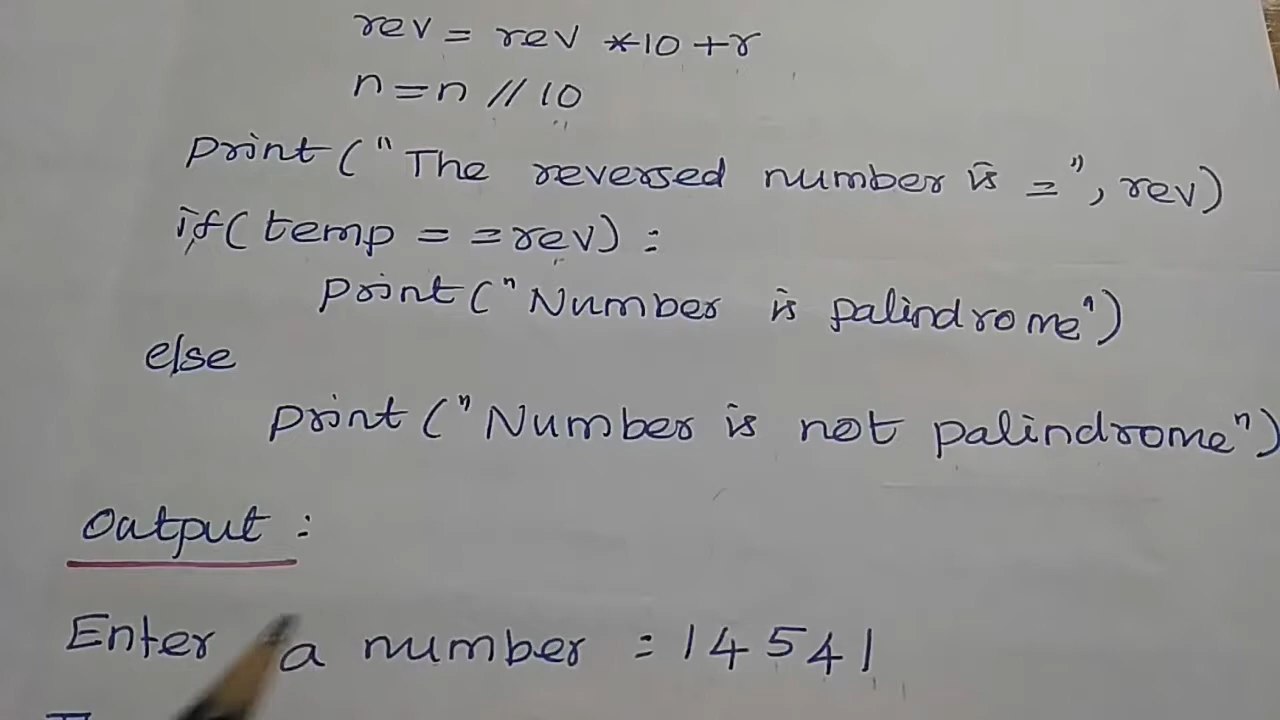 rev = rev *10 +r
n = n // 10
print("The reversed number is =", rev)
if(temp = = rev) :
print("Number is palindrome")
else
print("Number is not palindrome")
Output :
Enter a number : 14541